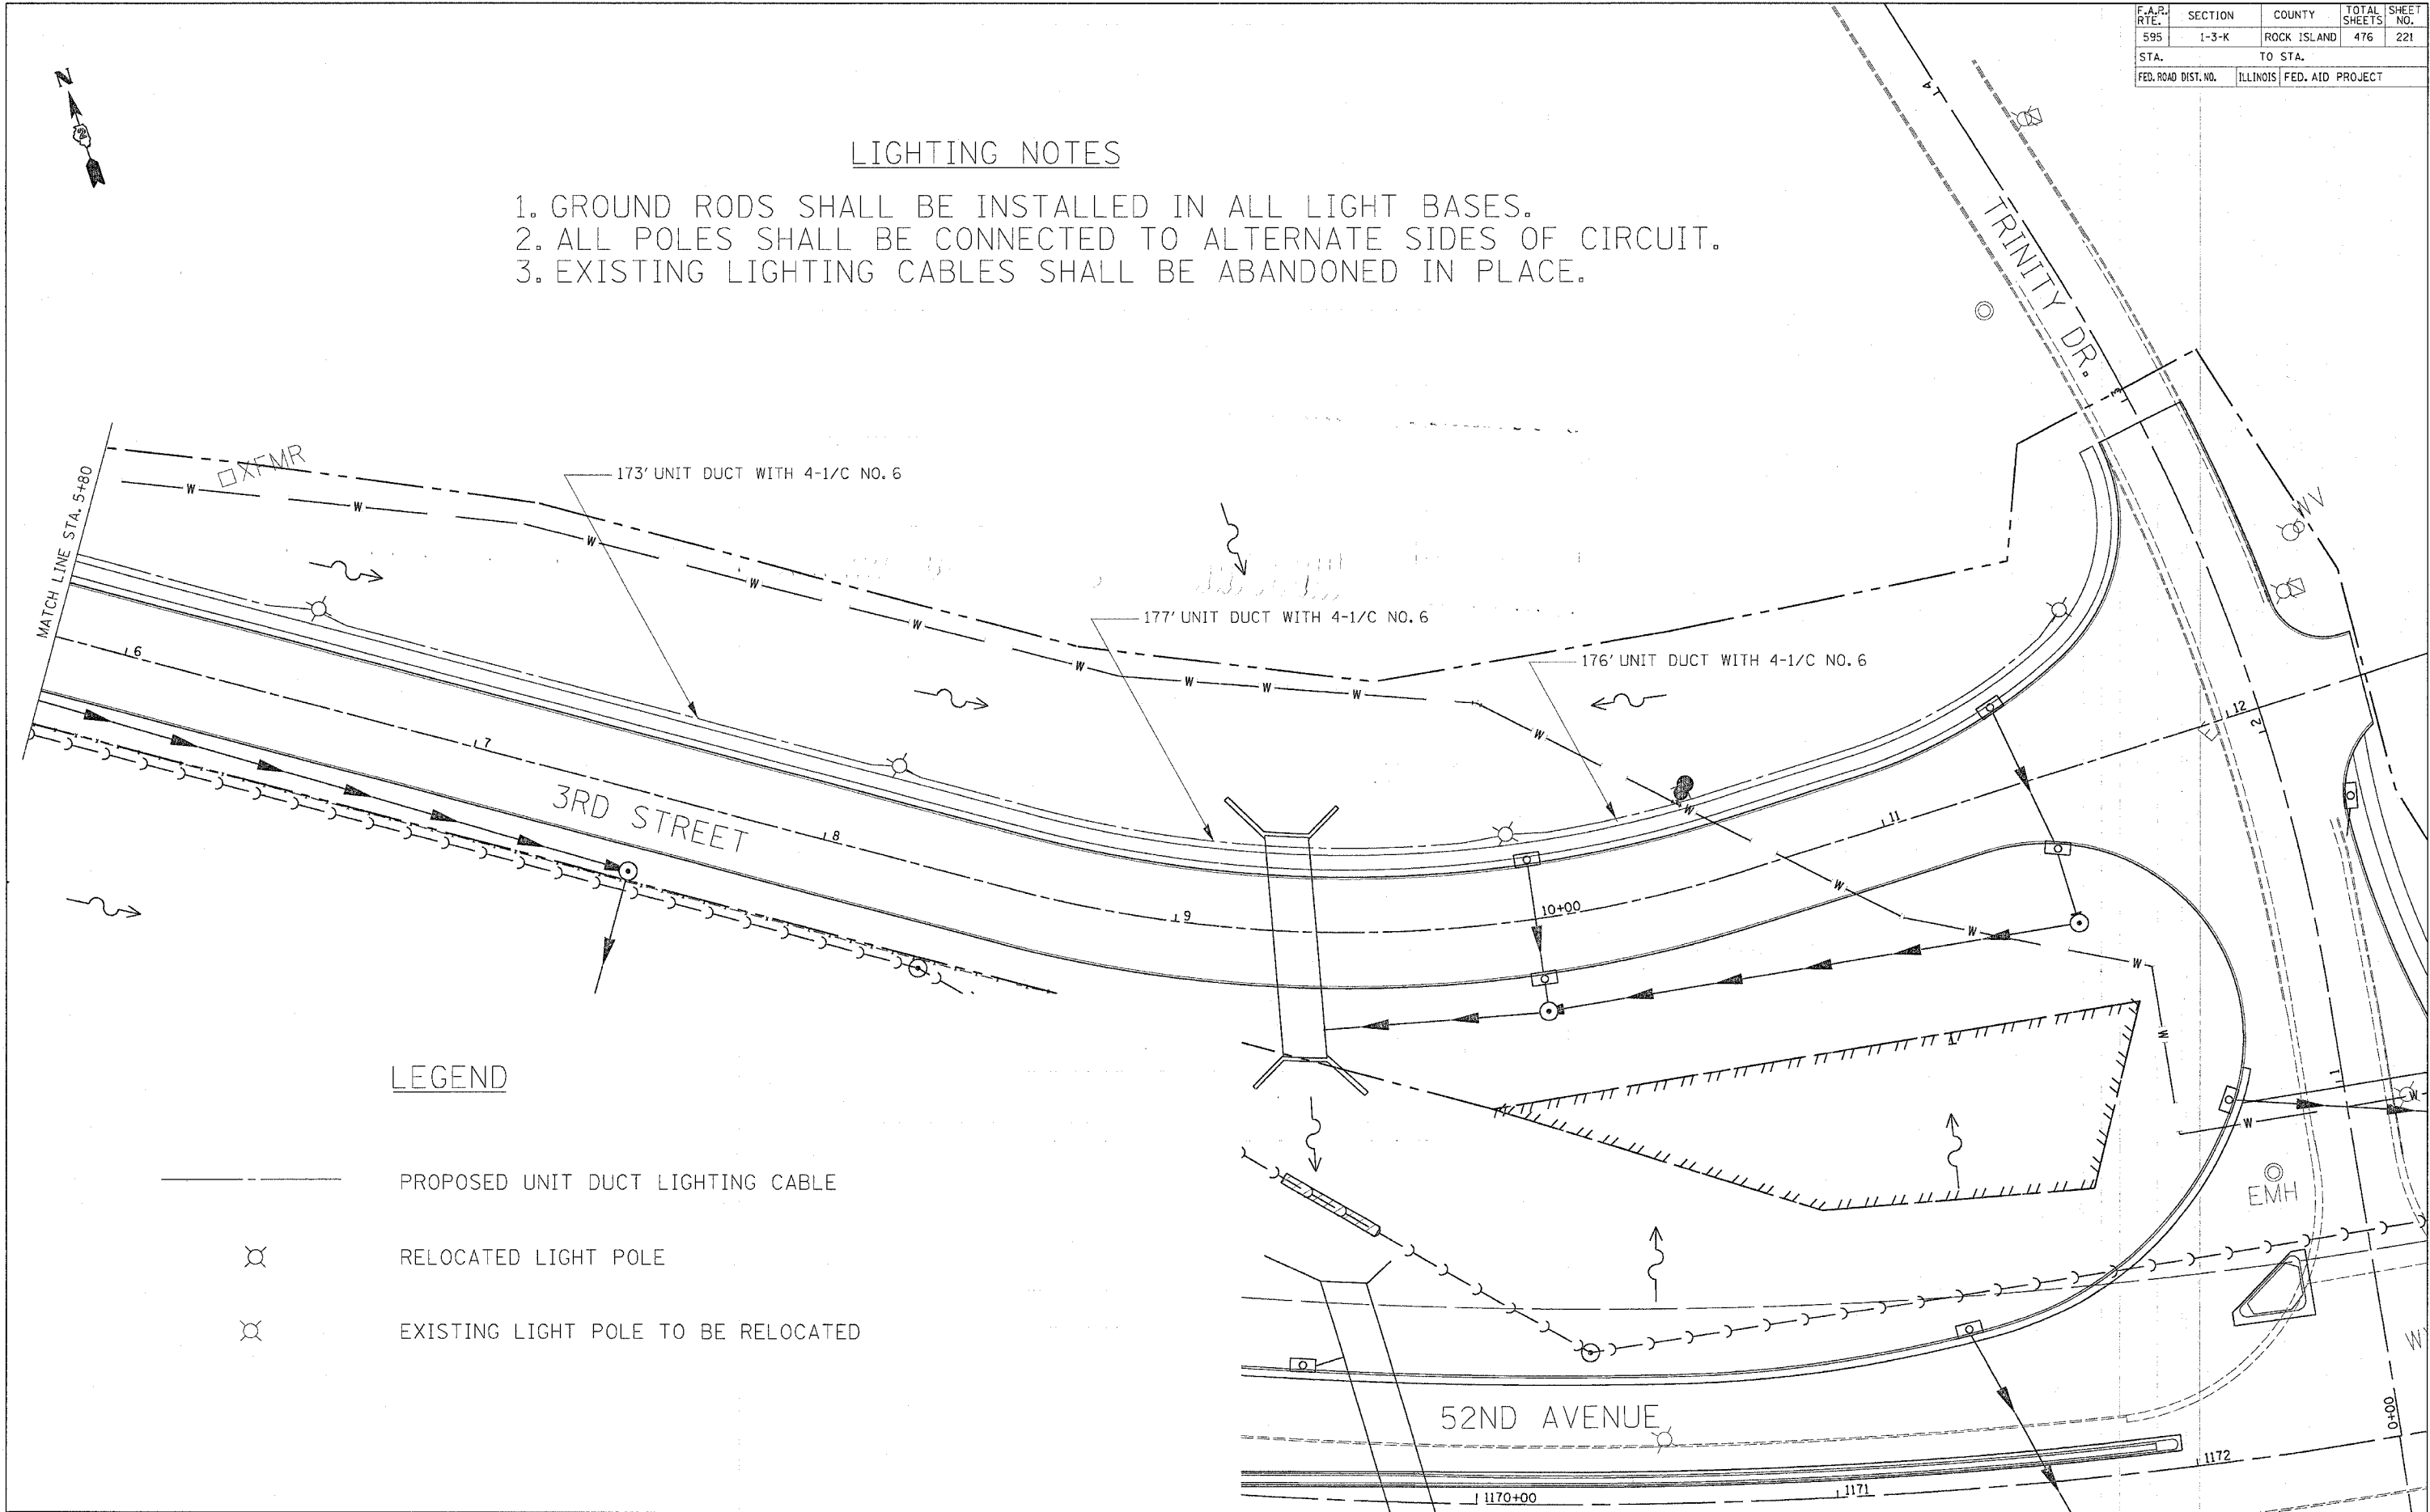 F.A.R. RTE. SECTION COUNTY TOTAL SHEETS SHEET NO.
595 1-3-K ROCK ISLAND 476 221
STA. TO STA.
FED. ROAD DIST. NO. ILLINOIS FED. AID PROJECT
N
LIGHTING NOTES
1. GROUND RODS SHALL BE INSTALLED IN ALL LIGHT BASES.
2. ALL POLES SHALL BE CONNECTED TO ALTERNATE SIDES OF CIRCUIT.
3. EXISTING LIGHTING CABLES SHALL BE ABANDONED IN PLACE.
4
TRINITY DR.
3
MATCH LINE STA. 5+80
XFMR
173' UNIT DUCT WITH 4-1/C NO. 6
177' UNIT DUCT WITH 4-1/C NO. 6
176' UNIT DUCT WITH 4-1/C NO. 6
W W W W W W W W W W W W W W W W W W
WV
6
7
8
9
10+00
11
12
2
3RD STREET
1
EMH
LEGEND
PROPOSED UNIT DUCT LIGHTING CABLE
RELOCATED LIGHT POLE
EXISTING LIGHT POLE TO BE RELOCATED
52ND AVENUE
0+00
1170+00
1171
1172